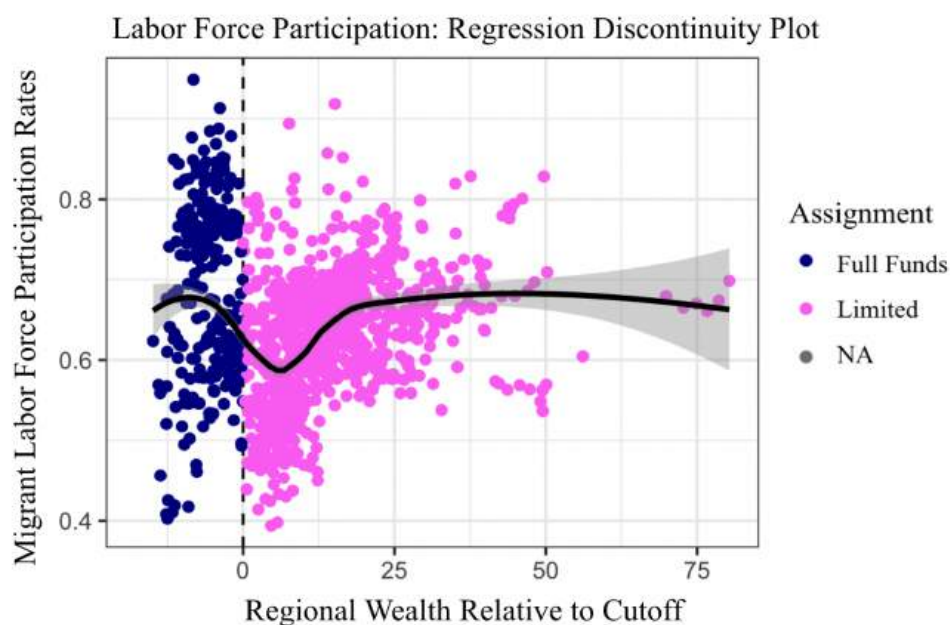 Labor Force Participation: Regression Discontinuity Plot
Migrant Labor Force Participation Rates
0.8
0.6
0.4
0
25
50
75
Regional Wealth Relative to Cutoff
Assignment
Full Funds
Limited
NA